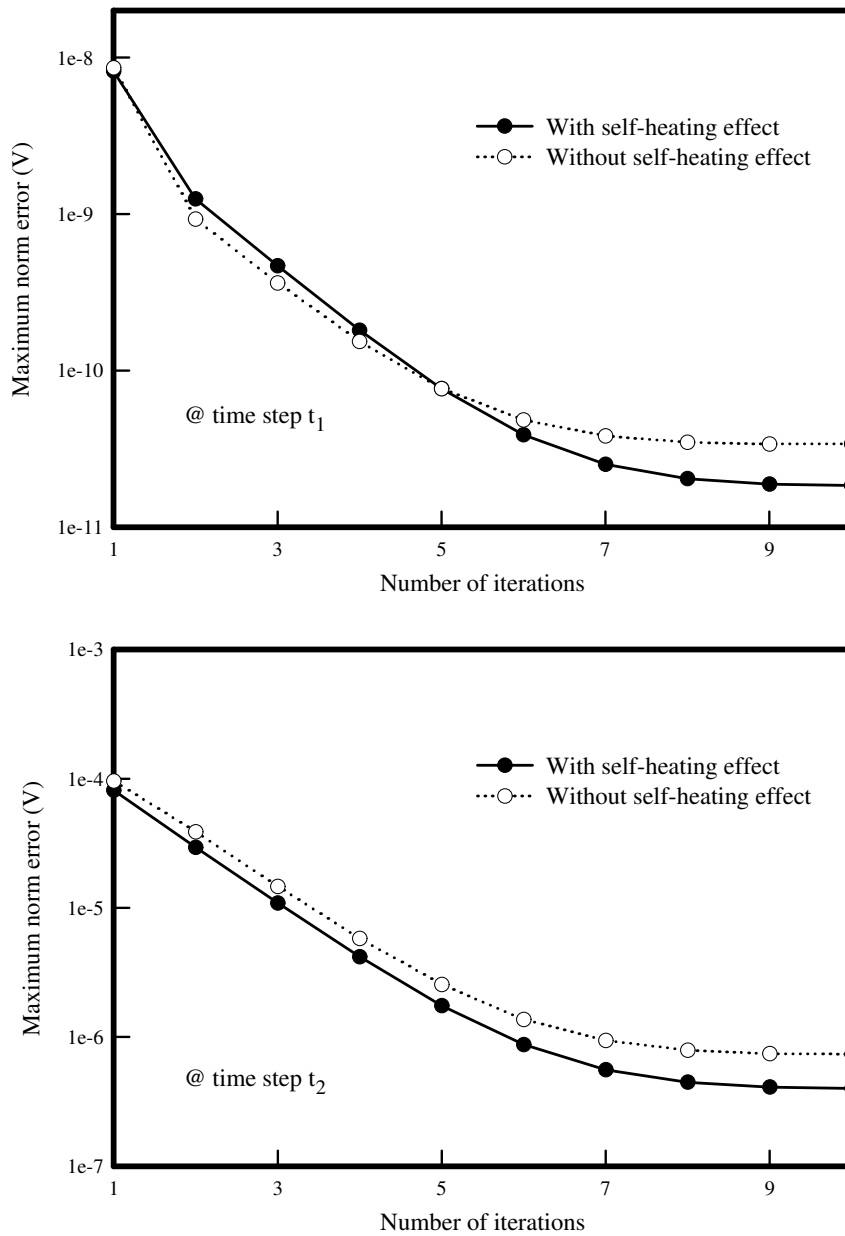 1e-8
With self-heating effect
Without self-heating effect
1e-9
Maximum norm error (V)
1e-10
@ time step t1
1e-11
1 3 5 7 9
Number of iterations
1e-3
With self-heating effect
1e-4
Without self-heating effect
1e-5
Maximum norm error (V)
1e-6
@ time step t2
1e-7
1 3 5 7 9
Number of iterations